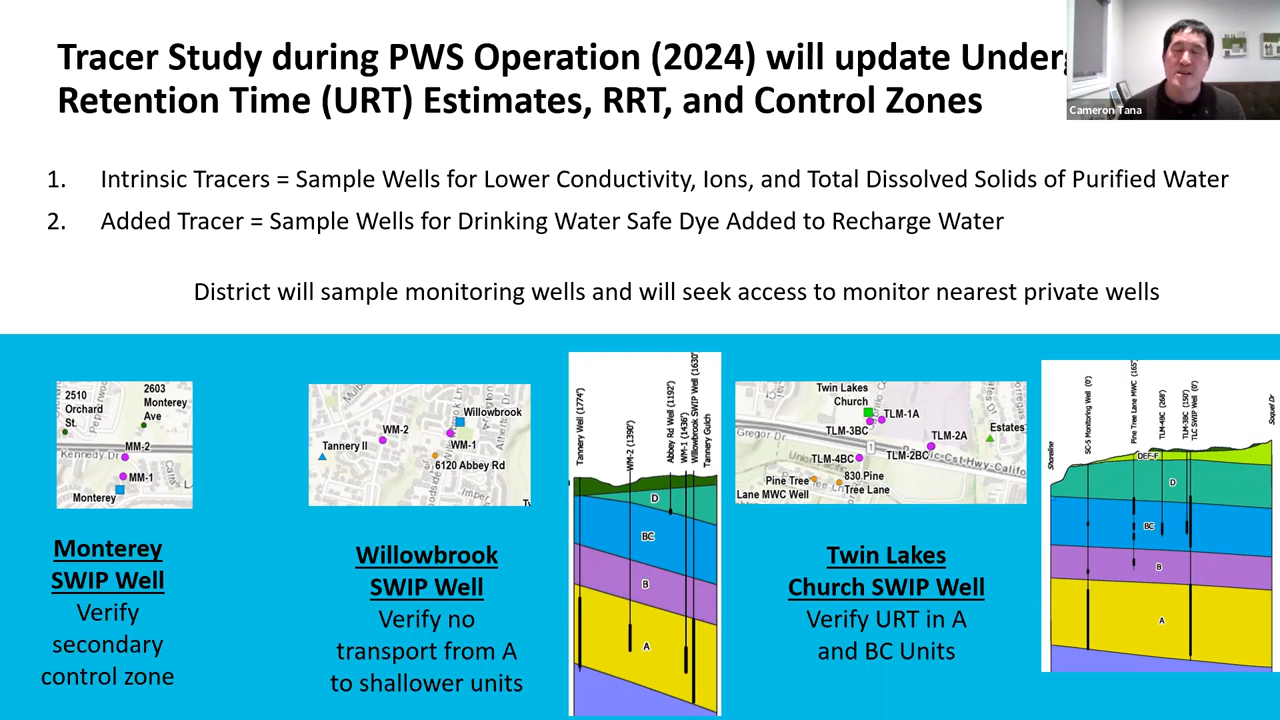 Tracer Study during PWS Operation (2024) will update Underg
Retention Time (URT) Estimates, RRT, and Control Zones
Cameron Tana
1. Intrinsic Tracers = Sample Wells for Lower Conductivity, Ions, and Total Dissolved Solids of Purified Water
2. Added Tracer = Sample Wells for Drinking Water Safe Dye Added to Recharge Water
District will sample monitoring wells and will seek access to monitor nearest private wells
2510
Orchard
St.
2603
Monterey
Ave
MM-2
Kennedy Dr
MM-1
Monterey
Monterey
SWIP Well
Verify
secondary
control zone
Willowbrook
WM-2
WM-1
Tannery II
6120 Abbey Rd
Willowbrook
SWIP Well
Verify no
transport from A
to shallower units
Tannery Well (1774')
WM-2 (1390')
Abbey Rd Well (1192')
WM-1 (1436')
Willowbrook SWIP Well (1630'
Tannery Gulch
D
BC
B
A
Twin Lakes
Church
TLM-1A
TLM-3BC
Gregor Dr
1
TLM-2A
Estates
TLM-4BC
TLM-2BC
Pine Tree
Lane MWC Well
830 Pine
Tree Lane
Twin Lakes
Church SWIP Well
Verify URT in A
and BC Units
Shoreline
SC-5 Monitoring Well (0')
Pine Tree Lane MWC (165'
TLM-4BC (286')
TLM-3BC (150')
TLC SWIP Well (0')
Soquel Dr
DEF-F
D
BC
B
A